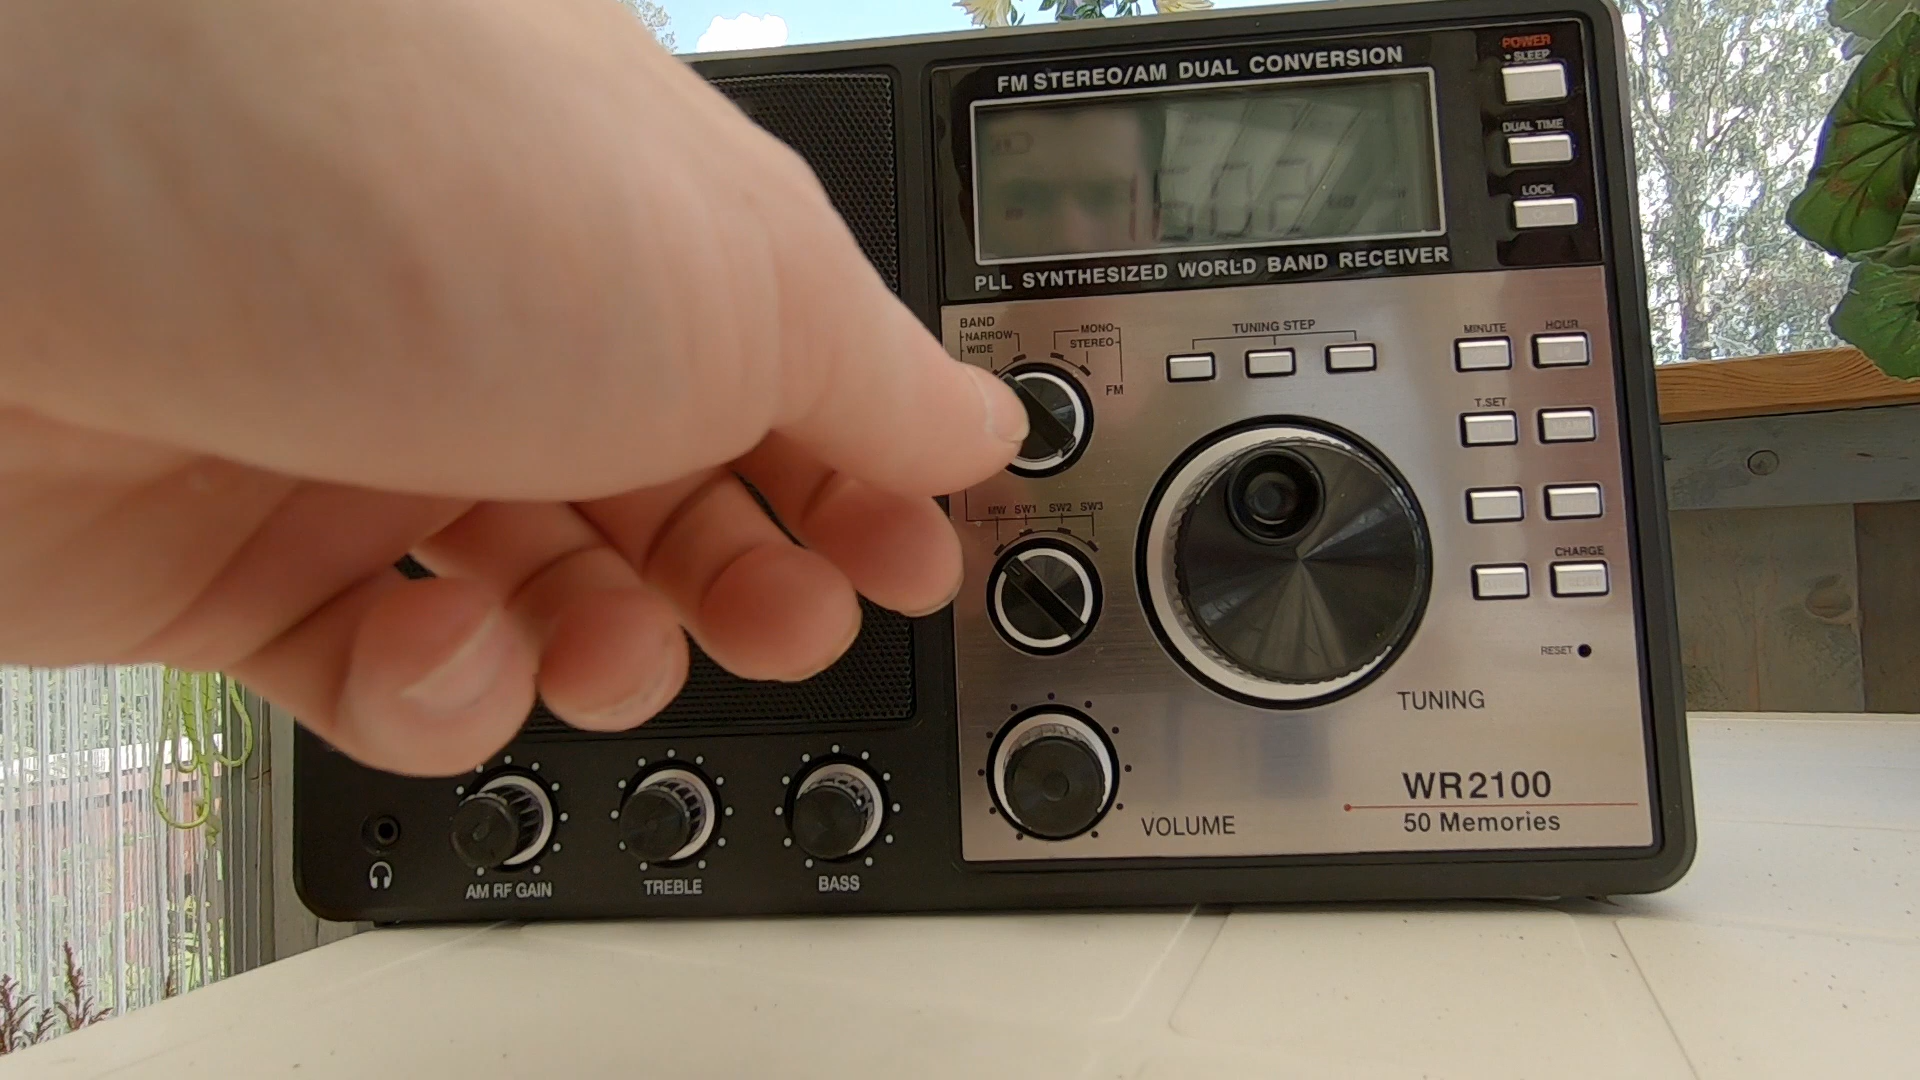 FM STEREO/AM DUAL CONVERSION
1602
PLL SYNTHESIZED WORLD BAND RECEIVER
POWER
• SLEEP
DUAL TIME
LOCK
BAND
NARROW
WIDE
MONO
STEREO
FM
TUNING STEP
MINUTE
HOUR
T.SET
MW SW1 SW2 SW3
CHARGE
RESET
TUNING
VOLUME
WR2100
50 Memories
AM RF GAIN
TREBLE
BASS